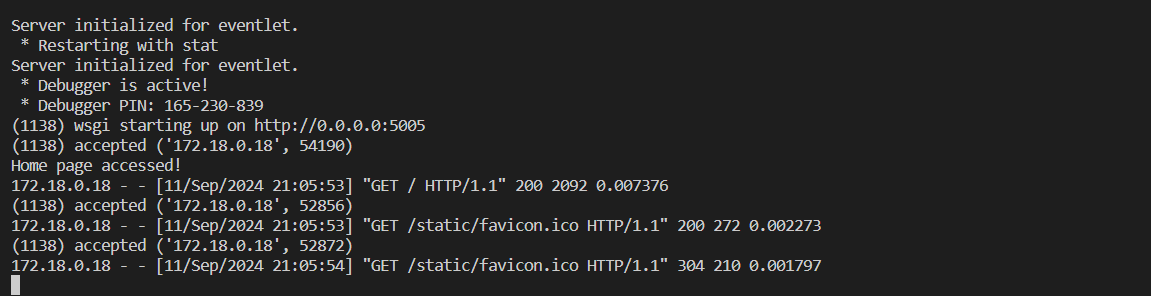 Server initialized for eventlet.
 * Restarting with stat
Server initialized for eventlet.
 * Debugger is active!
 * Debugger PIN: 165-230-839
(1138) wsgi starting up on http://0.0.0.0:5005
(1138) accepted ('172.18.0.18', 54190)
Home page accessed!
172.18.0.18 - - [11/Sep/2024 21:05:53] "GET / HTTP/1.1" 200 2092 0.007376
(1138) accepted ('172.18.0.18', 52856)
172.18.0.18 - - [11/Sep/2024 21:05:53] "GET /static/favicon.ico HTTP/1.1" 200 272 0.002273
(1138) accepted ('172.18.0.18', 52872)
172.18.0.18 - - [11/Sep/2024 21:05:54] "GET /static/favicon.ico HTTP/1.1" 304 210 0.001797